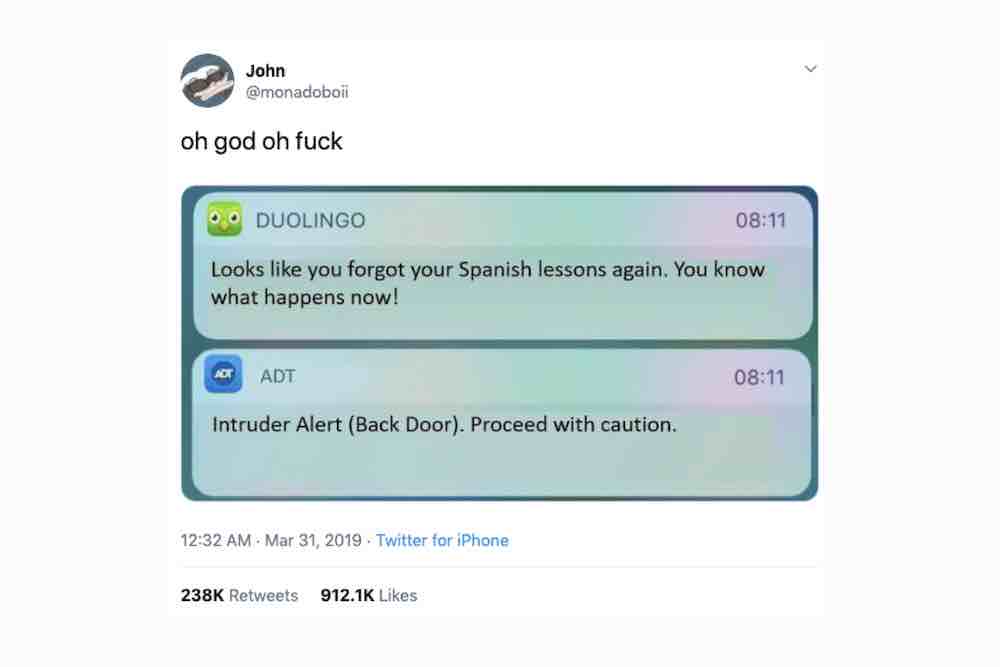 John
@monadoboii
oh god oh fuck
DUOLINGO 08:11
Looks like you forgot your Spanish lessons again. You know
what happens now!
ADT ADT 08:11
Intruder Alert (Back Door). Proceed with caution.
12:32 AM · Mar 31, 2019 · Twitter for iPhone
238K Retweets 912.1K Likes